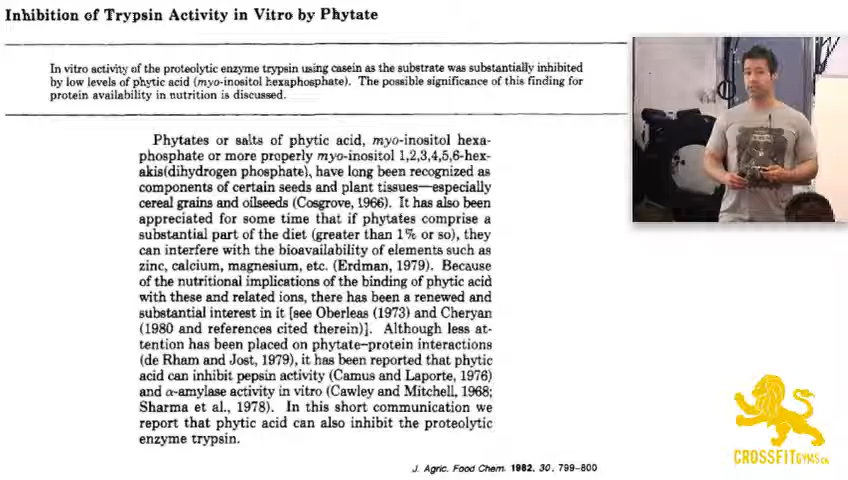 Inhibition of Trypsin Activity in Vitro by Phytate
In vitro activity of the proteolytic enzyme trypsin using casein as the substrate was substantially inhibited
by low levels of phytic acid (myo-inositol hexaphosphate). The possible significance of this finding for
protein availability in nutrition is discussed.
Phytates or salts of phytic acid, myo-inositol hexa-
phosphate or more properly myo-inositol 1,2,3,4,5,6-hex-
akis(dihydrogen phosphate), have long been recognized as
components of certain seeds and plant tissues—especially
cereal grains and oilseeds (Cosgrove, 1966). It has also been
appreciated for some time that if phytates comprise a
substantial part of the diet (greater than 1% or so), they
can interfere with the bioavailability of elements such as
zinc, calcium, magnesium, etc. (Erdman, 1979). Because
of the nutritional implications of the binding of phytic acid
with these and related ions, there has been a renewed and
substantial interest in it [see Oberleas (1973) and Cheryan
(1980 and references cited therein)]. Although less at-
tention has been placed on phytate-protein interactions
(de Rham and Jost, 1979), it has been reported that phytic
acid can inhibit pepsin activity (Camus and Laporte, 1976)
and α-amylase activity in vitro (Cawley and Mitchell, 1968;
Sharma et al., 1978). In this short communication we
report that phytic acid can also inhibit the proteolytic
enzyme trypsin.
J. Agric. Food Chem. 1982, 30, 799-800
CROSSFITGYMS.CA